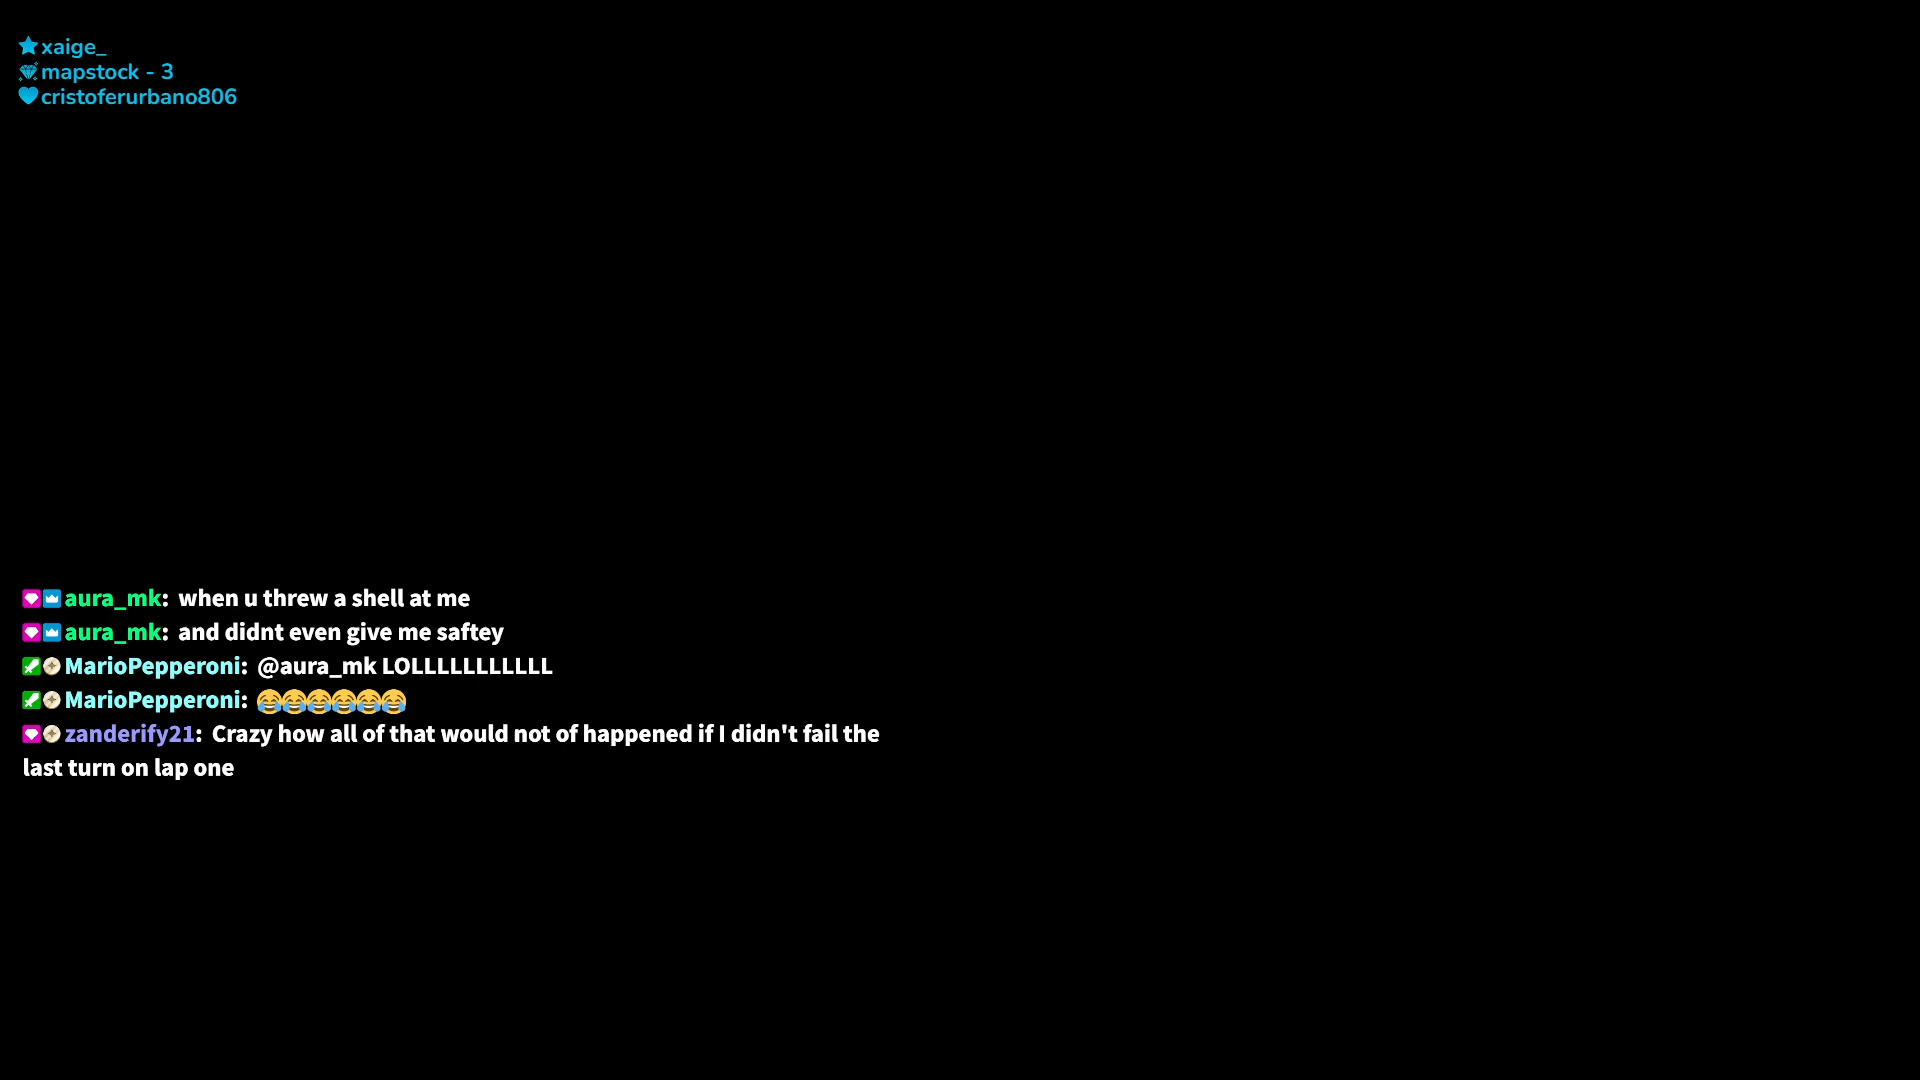 xaige_
mapstock - 3
cristoferurbano806
aura_mk: when u threw a shell at me
aura_mk: and didnt even give me saftey
MarioPepperoni: @aura_mk LOLLLLLLLLLLL
MarioPepperoni: 😂😂😂😂😂😂
zanderify21: Crazy how all of that would not of happened if I didn't fail the
last turn on lap one